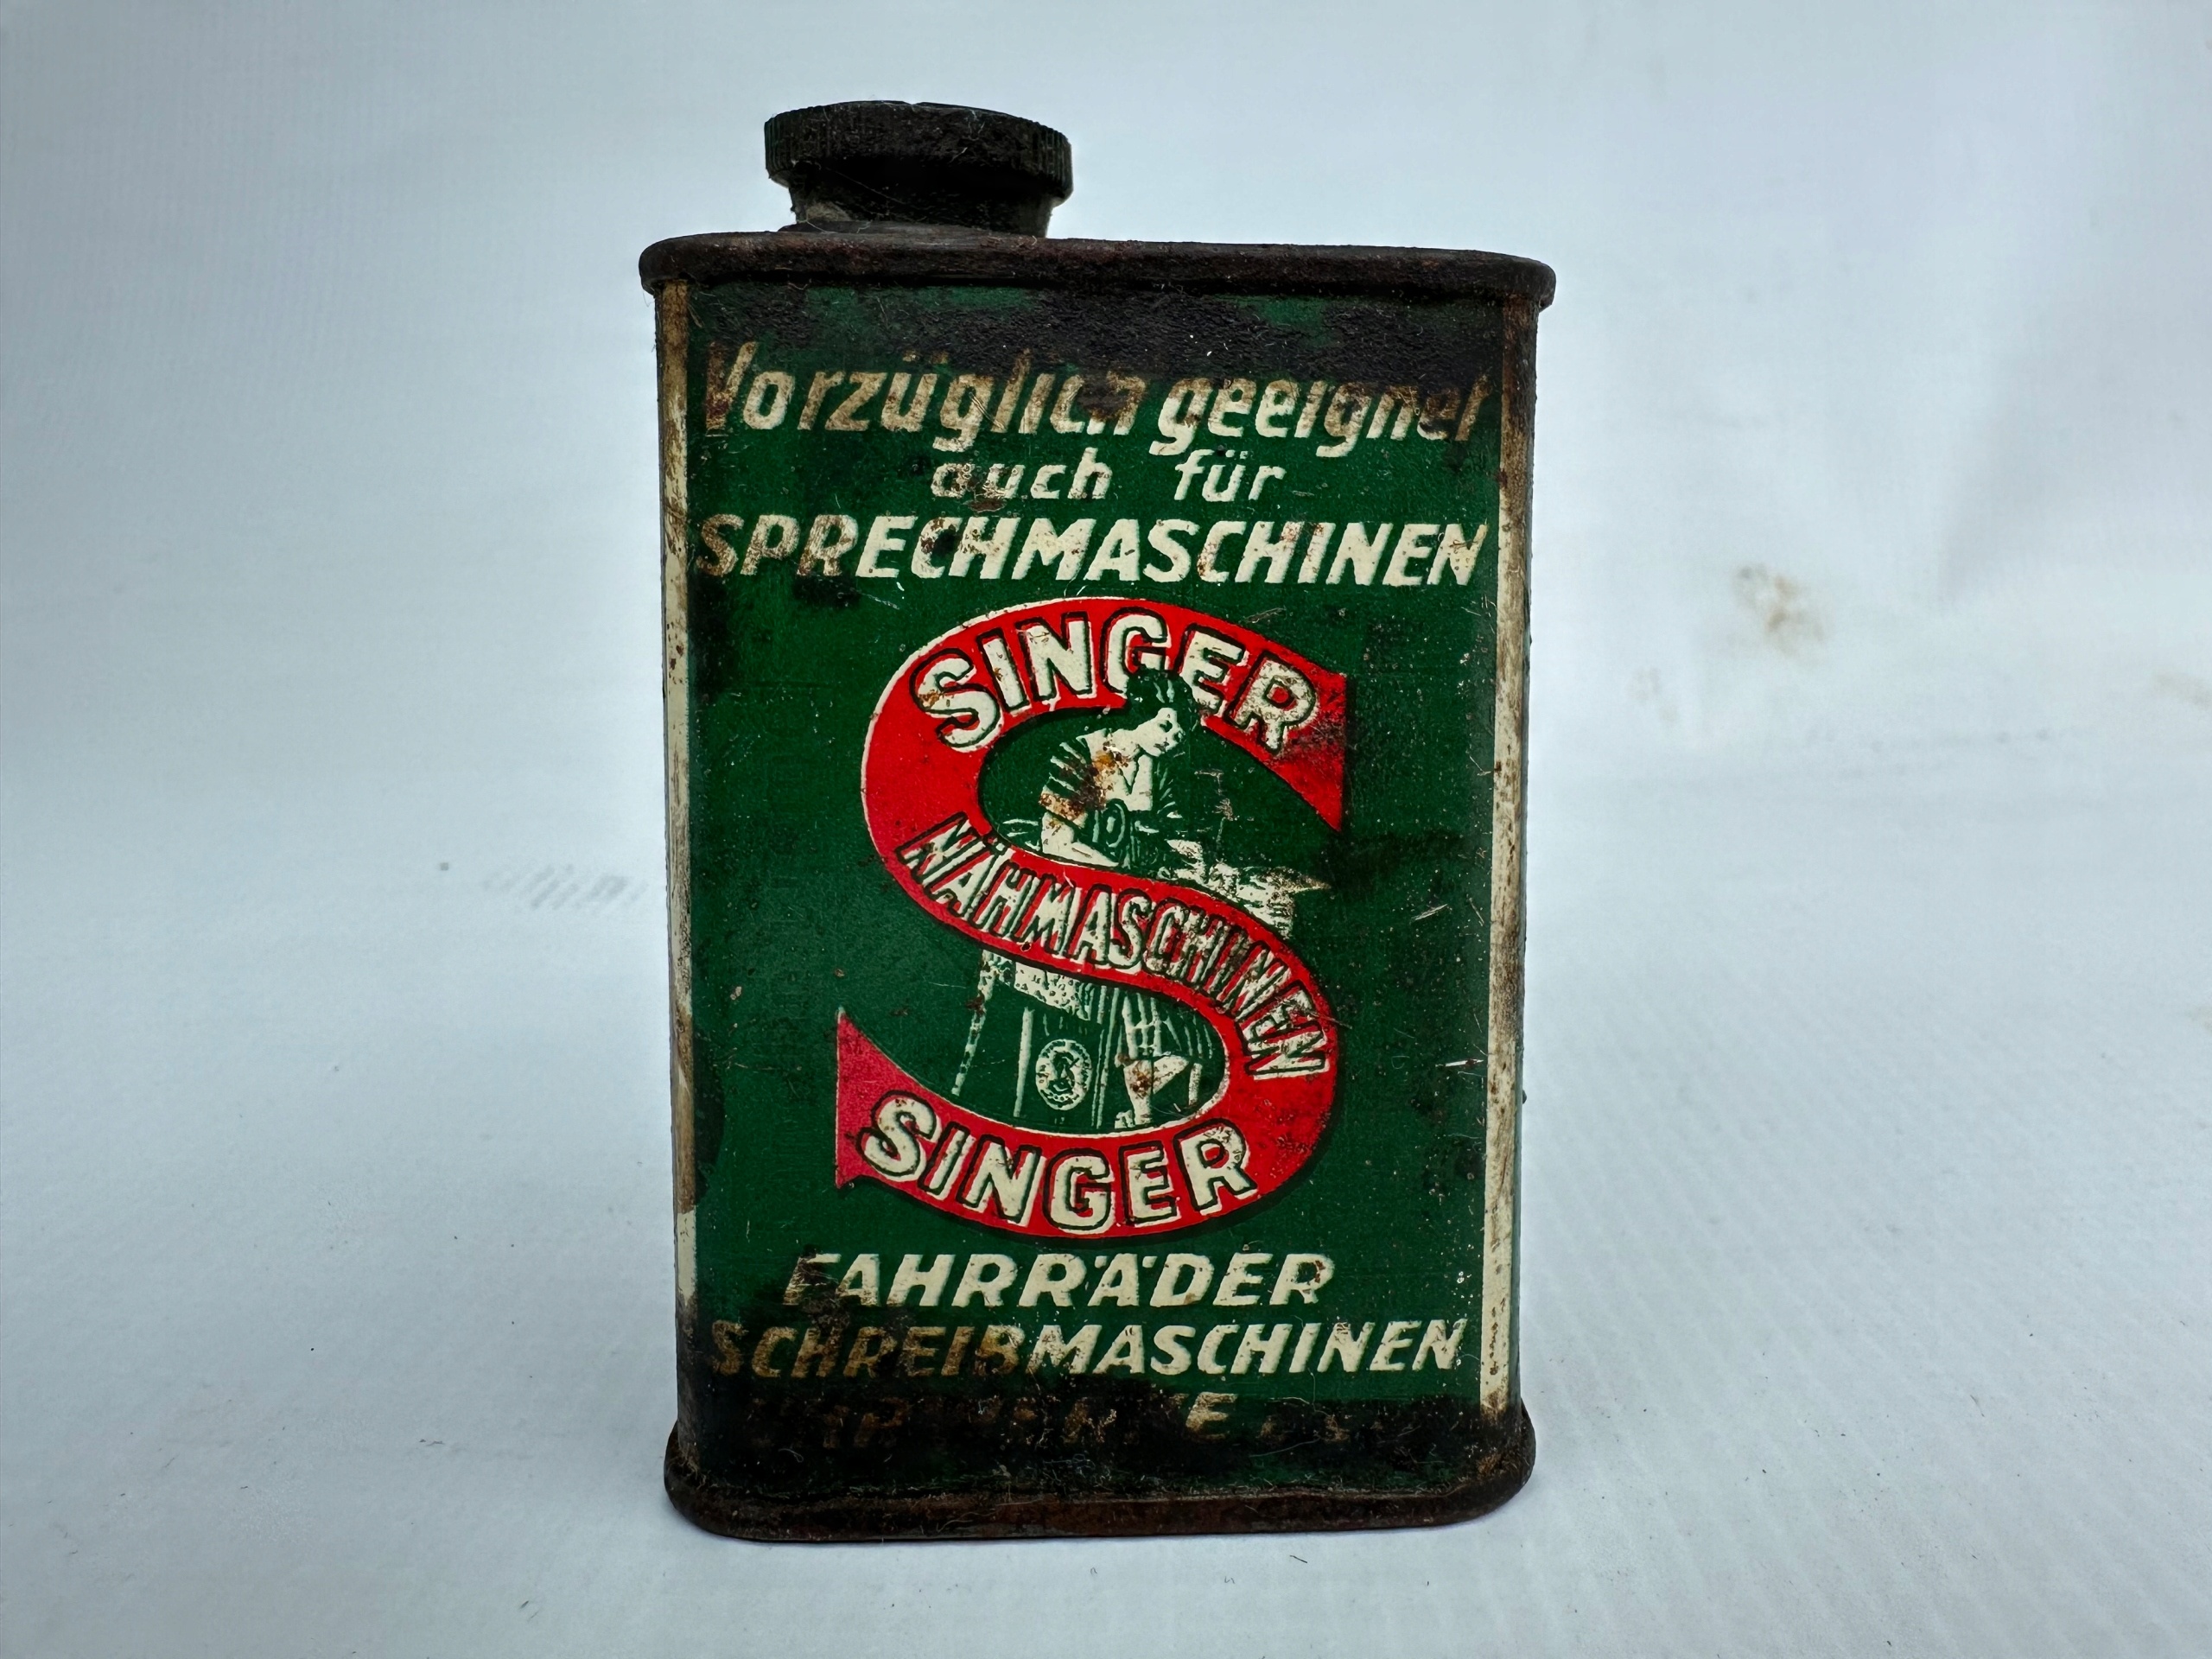 Vorzüglich geeignet
auch für
SPRECHMASCHINEN
SINGER
NÄHMASCHINEN
SINGER
FAHRRÄDER
SCHREIBMASCHINEN